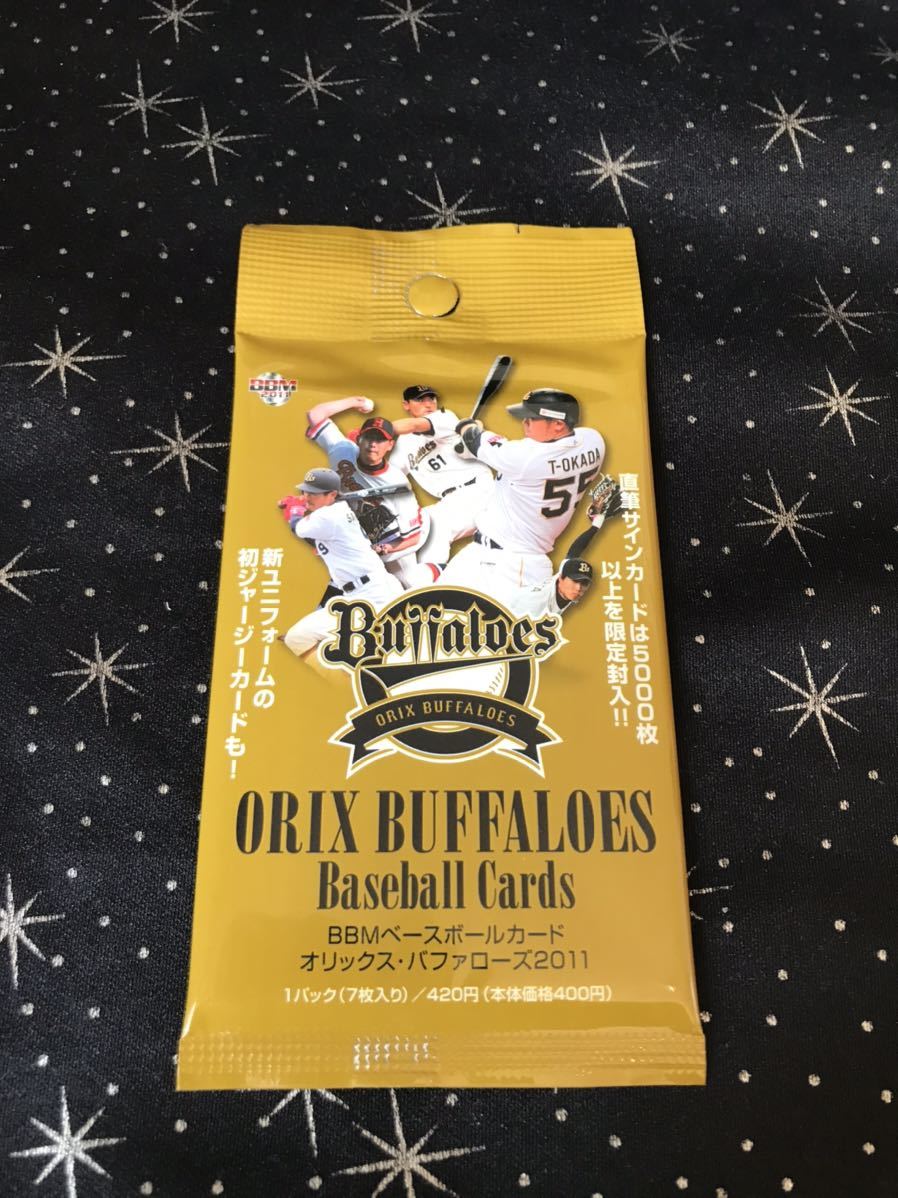 BBM
2011
Buffaloes
61
T-OKADA
55
9
直筆サインカードは5000枚
以上を限定封入!!
新ユニフォームの
初ジャージーカードも!
Buffaloes
ORIX BUFFALOES
ORIX BUFFALOES
Baseball Cards
BBMベースボールカード
オリックス・バファローズ2011
1パック(7枚入り)/420円(本体価格400円)